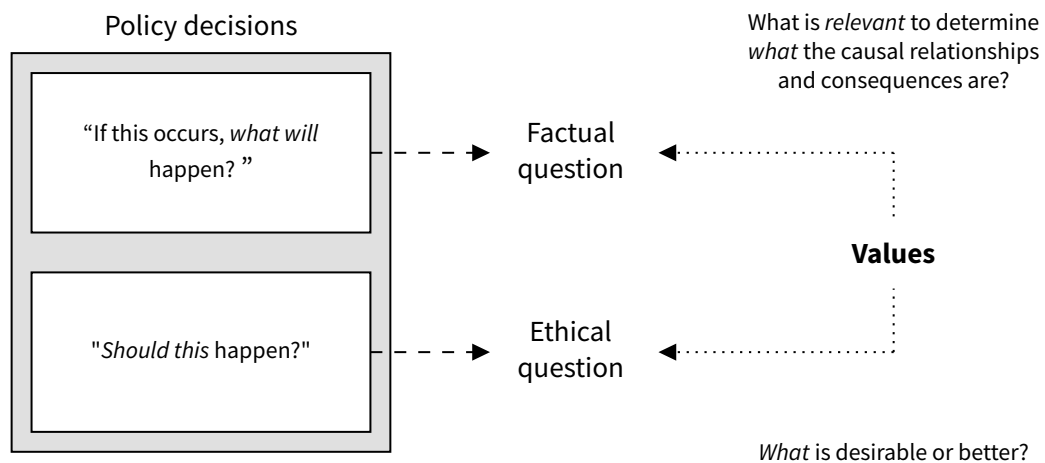 Policy decisions
“If this occurs, what will
happen? ”
"Should this happen?"
Factual
question
Ethical
question
What is relevant to determine
what the causal relationships
and consequences are?
Values
What is desirable or better?